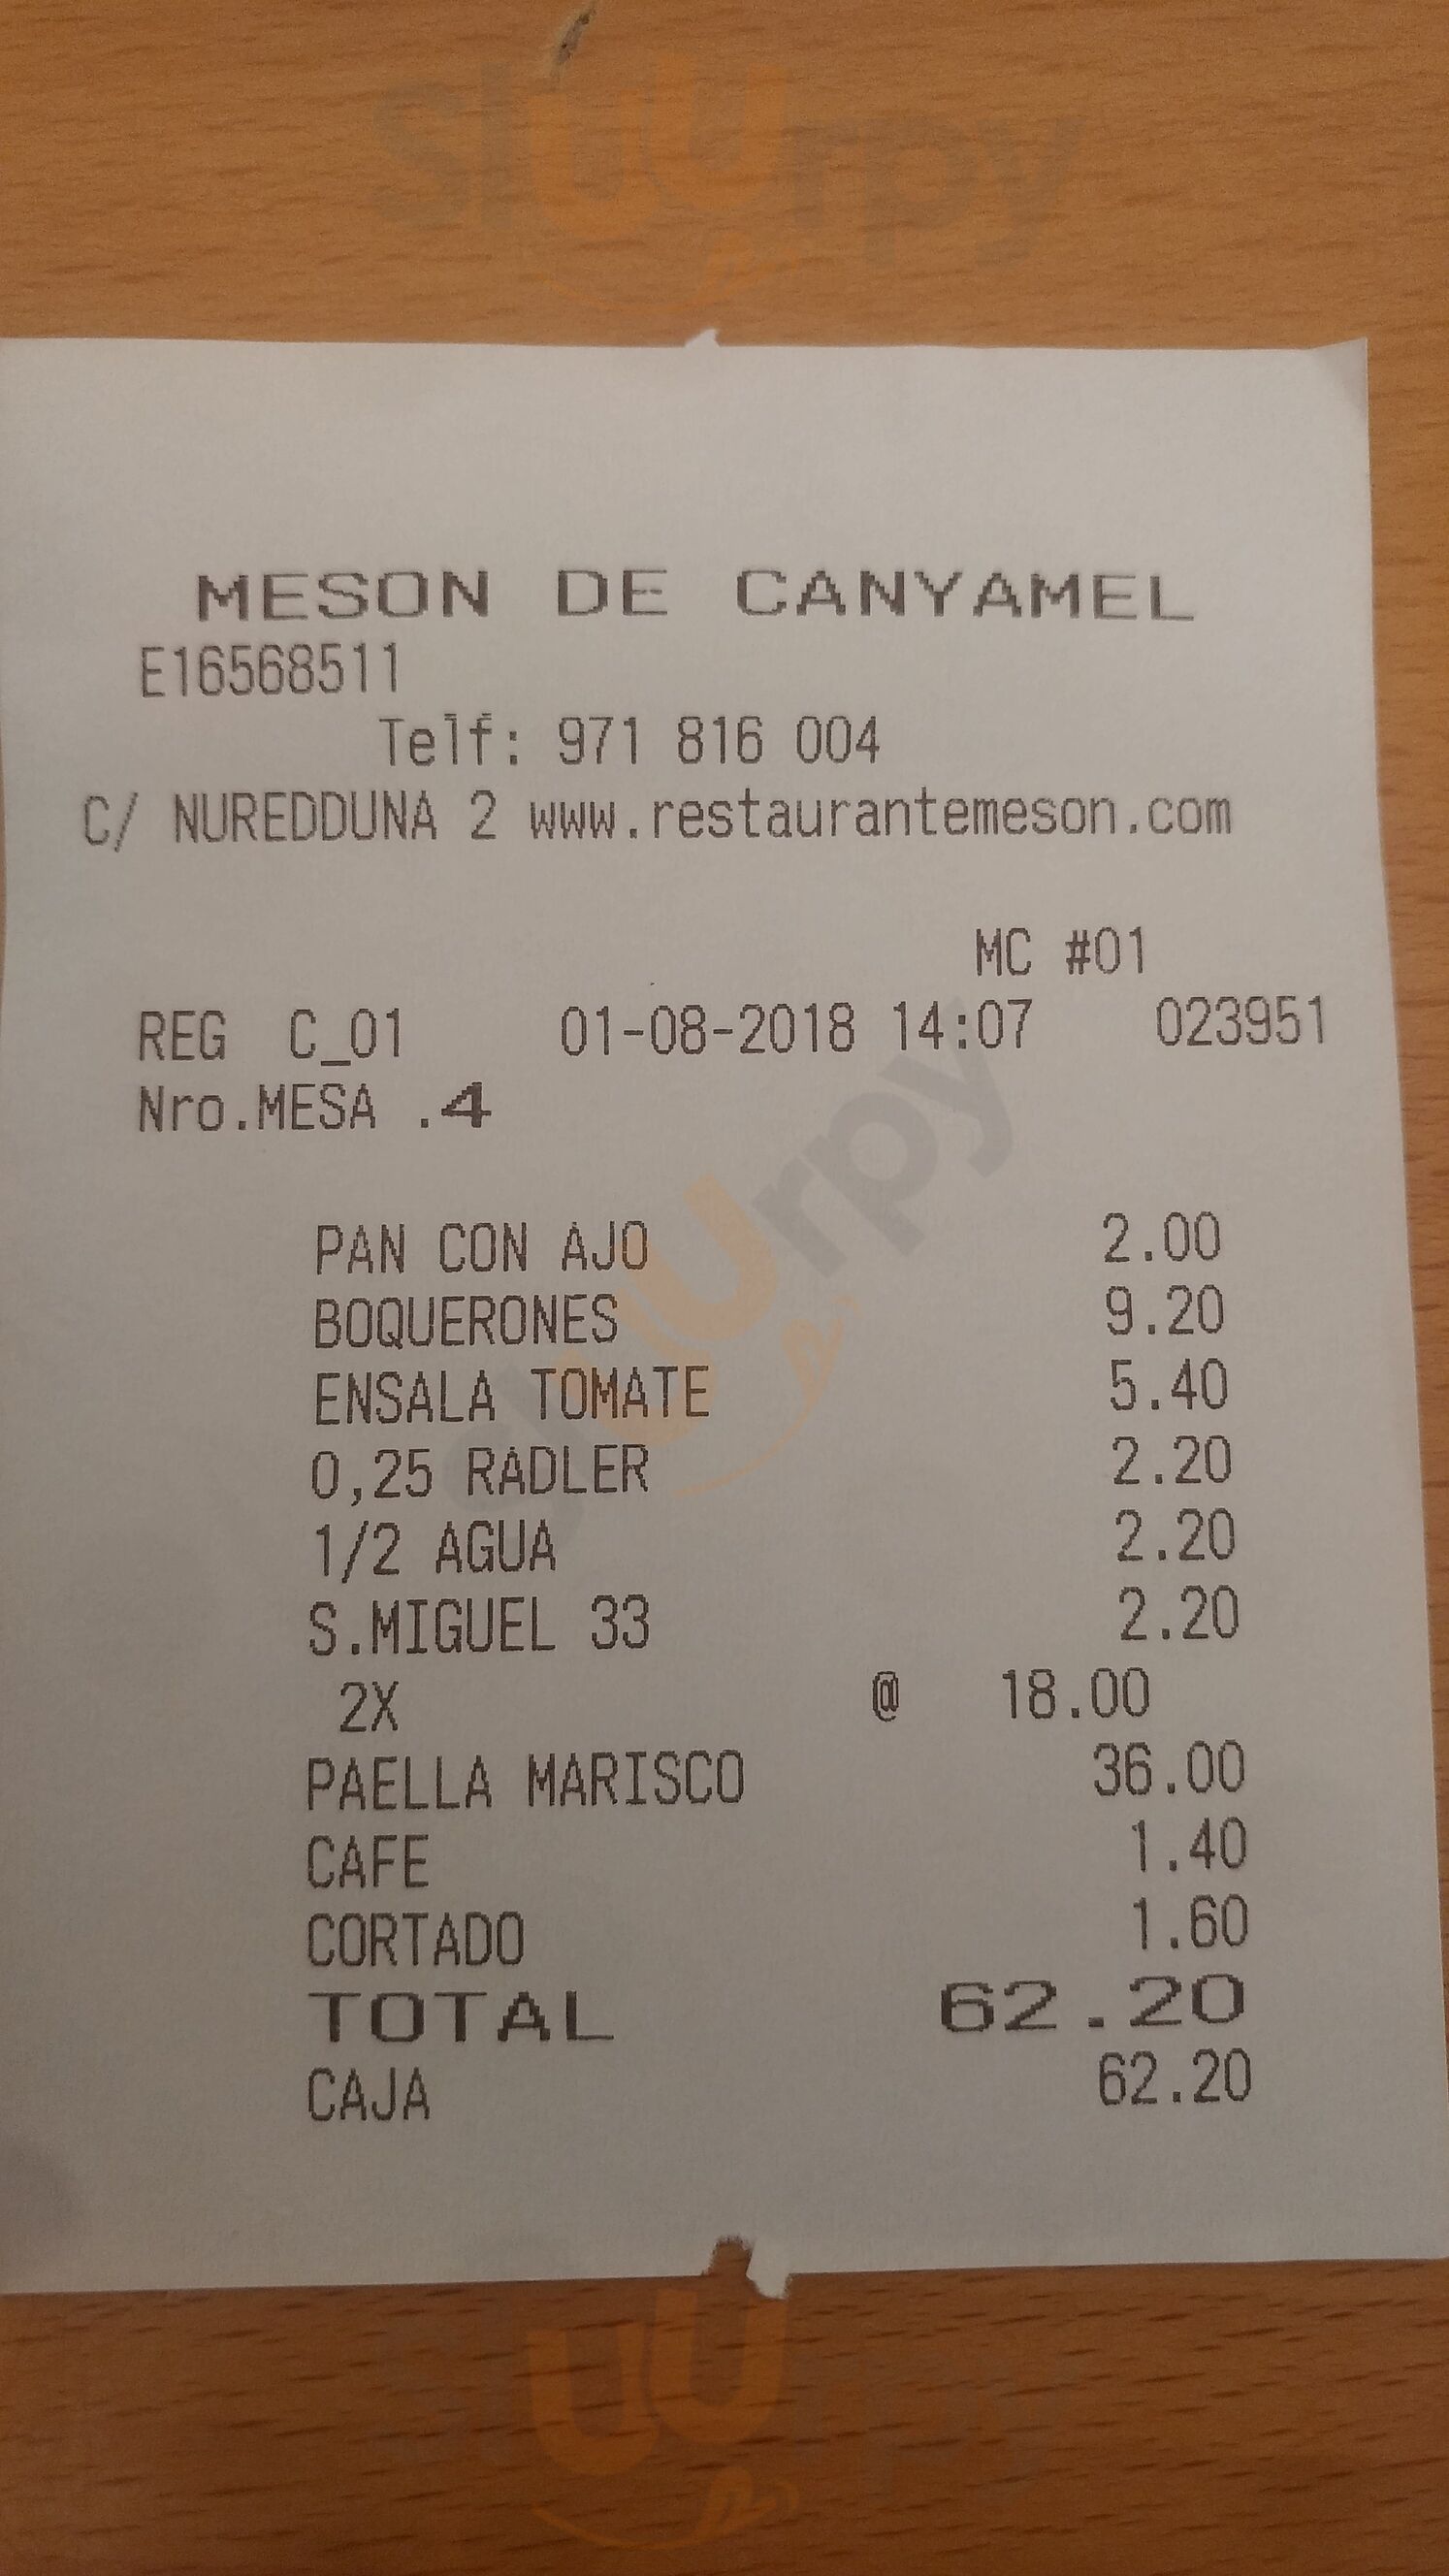 sluurpy
MESON DE CANYAMEL
E16568511
Telf: 971 816 004
C/ NUREDDUNA 2 www.restaurantemeson.com
MC #01
REG C_01 01-08-2018 14:07 023951
Nro.MESA .4
sluurpy
PAN CON AJO 2.00
BOQUERONES 9.20
ENSALA TOMATE 5.40
0,25 RADLER 2.20
1/2 AGUA 2.20
S.MIGUEL 33 2.20
2X @ 18.00
PAELLA MARISCO 36.00
CAFE 1.40
CORTADO 1.60
TOTAL 62.20
CAJA 62.20
sluurpy